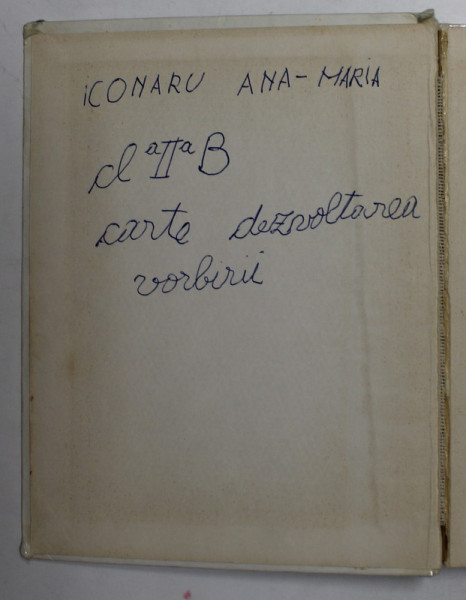 ICONARU ANA-MARIA
cl a II a B
carte dezvoltarea
vorbirii